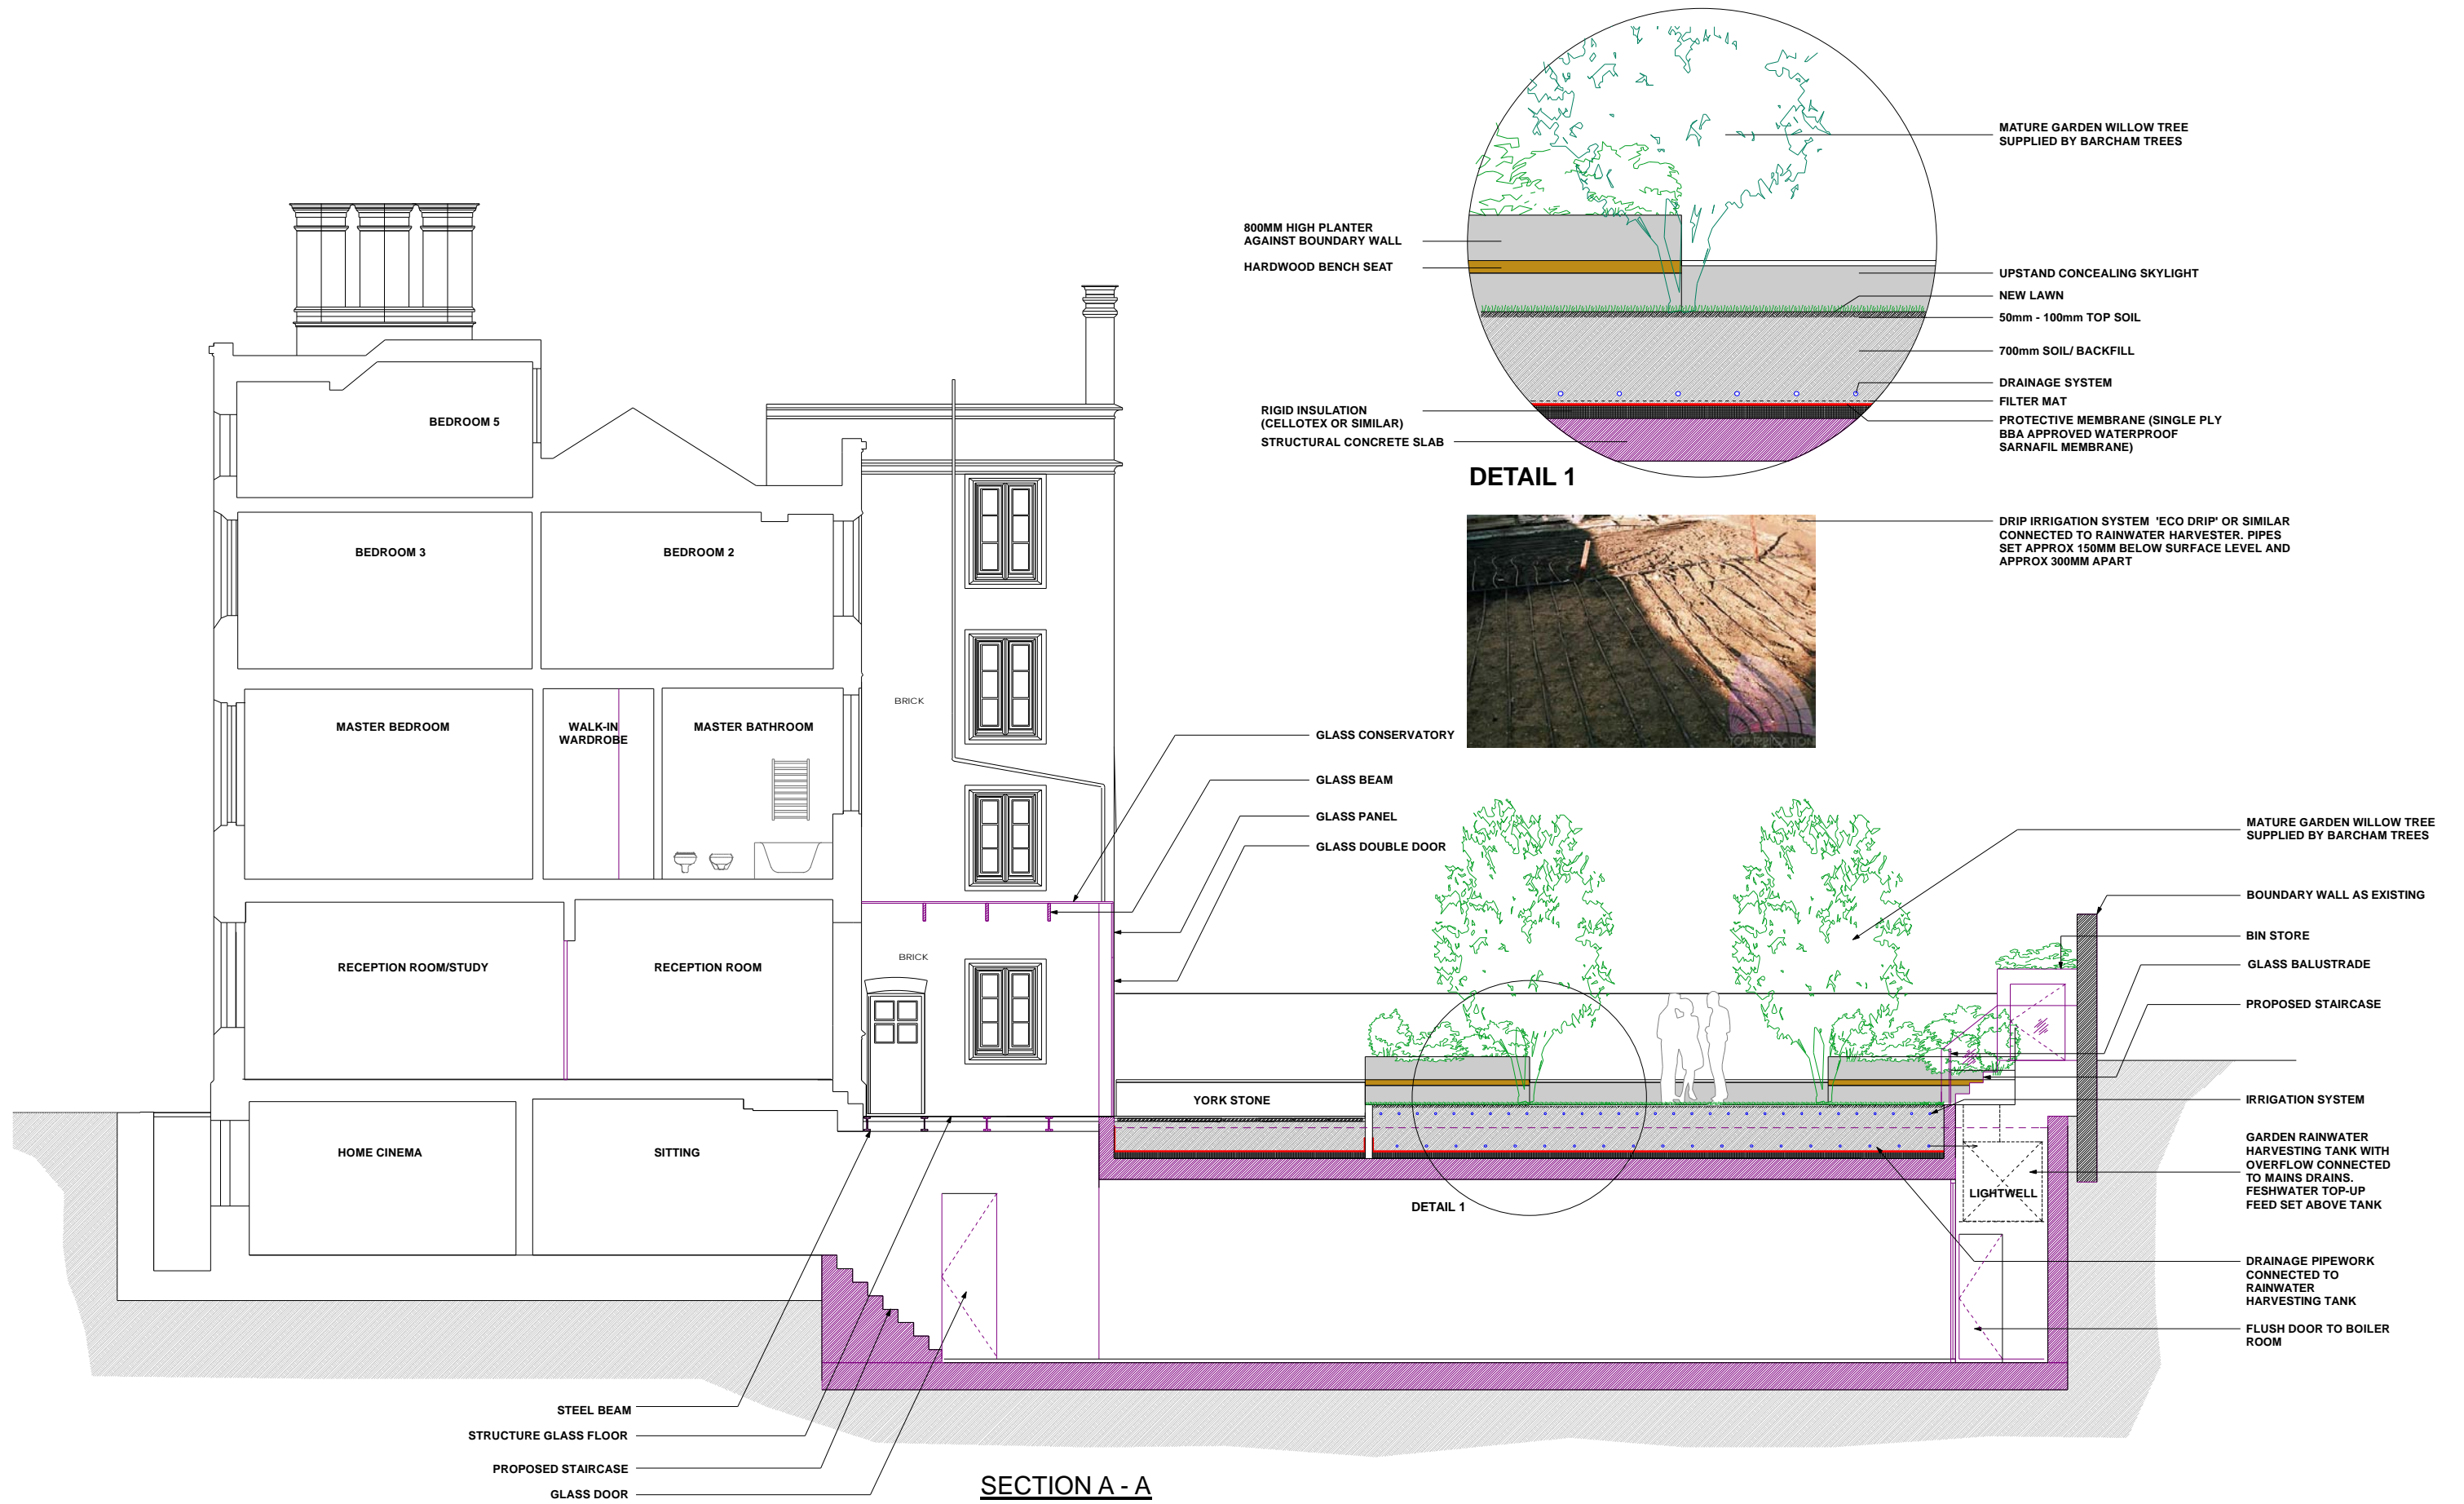 MATURE GARDEN WILLOW TREE
SUPPLIED BY BARCHAM TREES
800MM HIGH PLANTER
AGAINST BOUNDARY WALL
HARDWOOD BENCH SEAT
UPSTAND CONCEALING SKYLIGHT
NEW LAWN
50mm - 100mm TOP SOIL
700mm SOIL/ BACKFILL
DRAINAGE SYSTEM
FILTER MAT
RIGID INSULATION
(CELLOTEX OR SIMILAR)
STRUCTURAL CONCRETE SLAB
PROTECTIVE MEMBRANE (SINGLE PLY
BBA APPROVED WATERPROOF
SARNAFIL MEMBRANE)
DETAIL 1
DRIP IRRIGATION SYSTEM 'ECO DRIP' OR SIMILAR
CONNECTED TO RAINWATER HARVESTER. PIPES
SET APPROX 150MM BELOW SURFACE LEVEL AND
APPROX 300MM APART
TOP IRRIGATION
BEDROOM 5
BEDROOM 3
BEDROOM 2
MASTER BEDROOM
WALK-IN
WARDROBE
MASTER BATHROOM
BRICK
RECEPTION ROOM/STUDY
RECEPTION ROOM
BRICK
HOME CINEMA
SITTING
GLASS CONSERVATORY
GLASS BEAM
GLASS PANEL
GLASS DOUBLE DOOR
YORK STONE
DETAIL 1
LIGHTWELL
MATURE GARDEN WILLOW TREE
SUPPLIED BY BARCHAM TREES
BOUNDARY WALL AS EXISTING
BIN STORE
GLASS BALUSTRADE
PROPOSED STAIRCASE
IRRIGATION SYSTEM
GARDEN RAINWATER
HARVESTING TANK WITH
OVERFLOW CONNECTED
TO MAINS DRAINS.
FESHWATER TOP-UP
FEED SET ABOVE TANK
DRAINAGE PIPEWORK
CONNECTED TO
RAINWATER
HARVESTING TANK
FLUSH DOOR TO BOILER
ROOM
STEEL BEAM
STRUCTURE GLASS FLOOR
PROPOSED STAIRCASE
GLASS DOOR
SECTION A - A